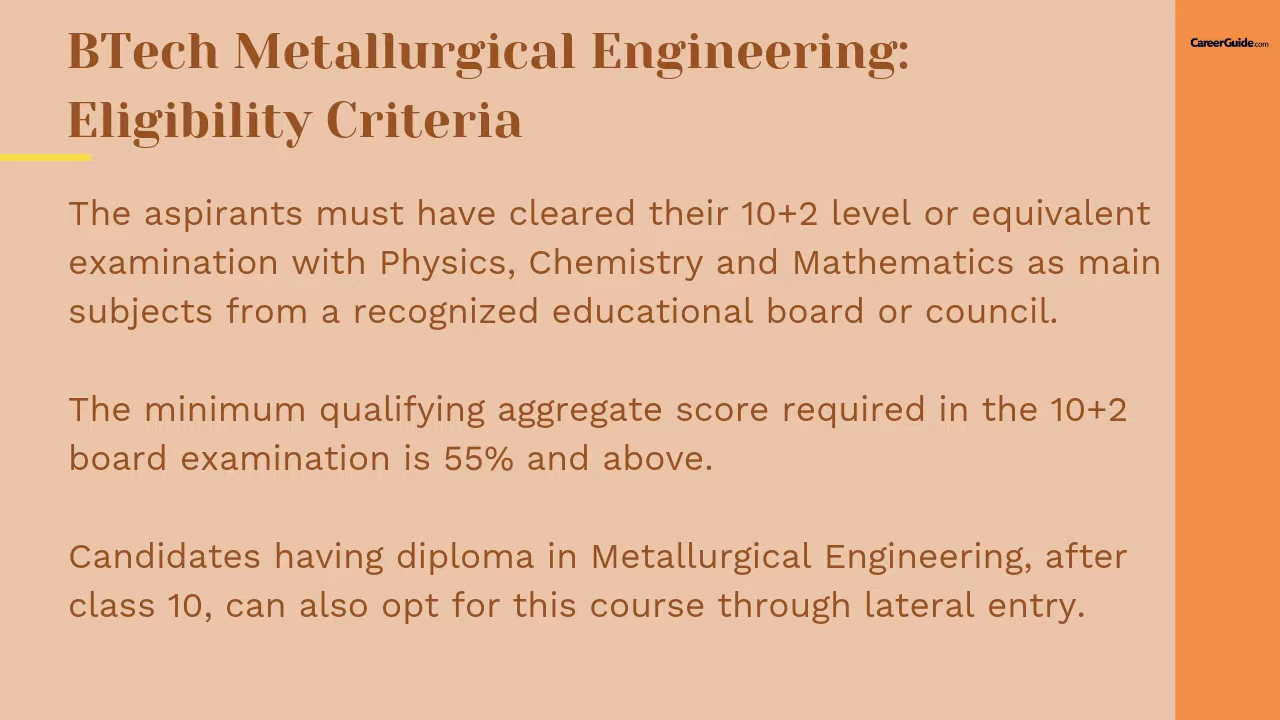 BTech Metallurgical Engineering:
Eligibility Criteria
CareerGuide.com
The aspirants must have cleared their 10+2 level or equivalent
examination with Physics, Chemistry and Mathematics as main
subjects from a recognized educational board or council.
The minimum qualifying aggregate score required in the 10+2
board examination is 55% and above.
Candidates having diploma in Metallurgical Engineering, after
class 10, can also opt for this course through lateral entry.